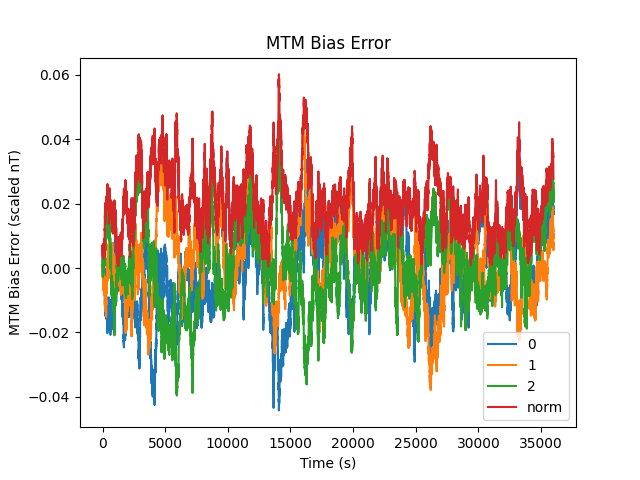 MTM Bias Error
MTM Bias Error (scaled nT)
0.06
0.04
0.02
0.00
−0.02
−0.04
0
1
2
norm
0 5000 10000 15000 20000 25000 30000 35000
Time (s)